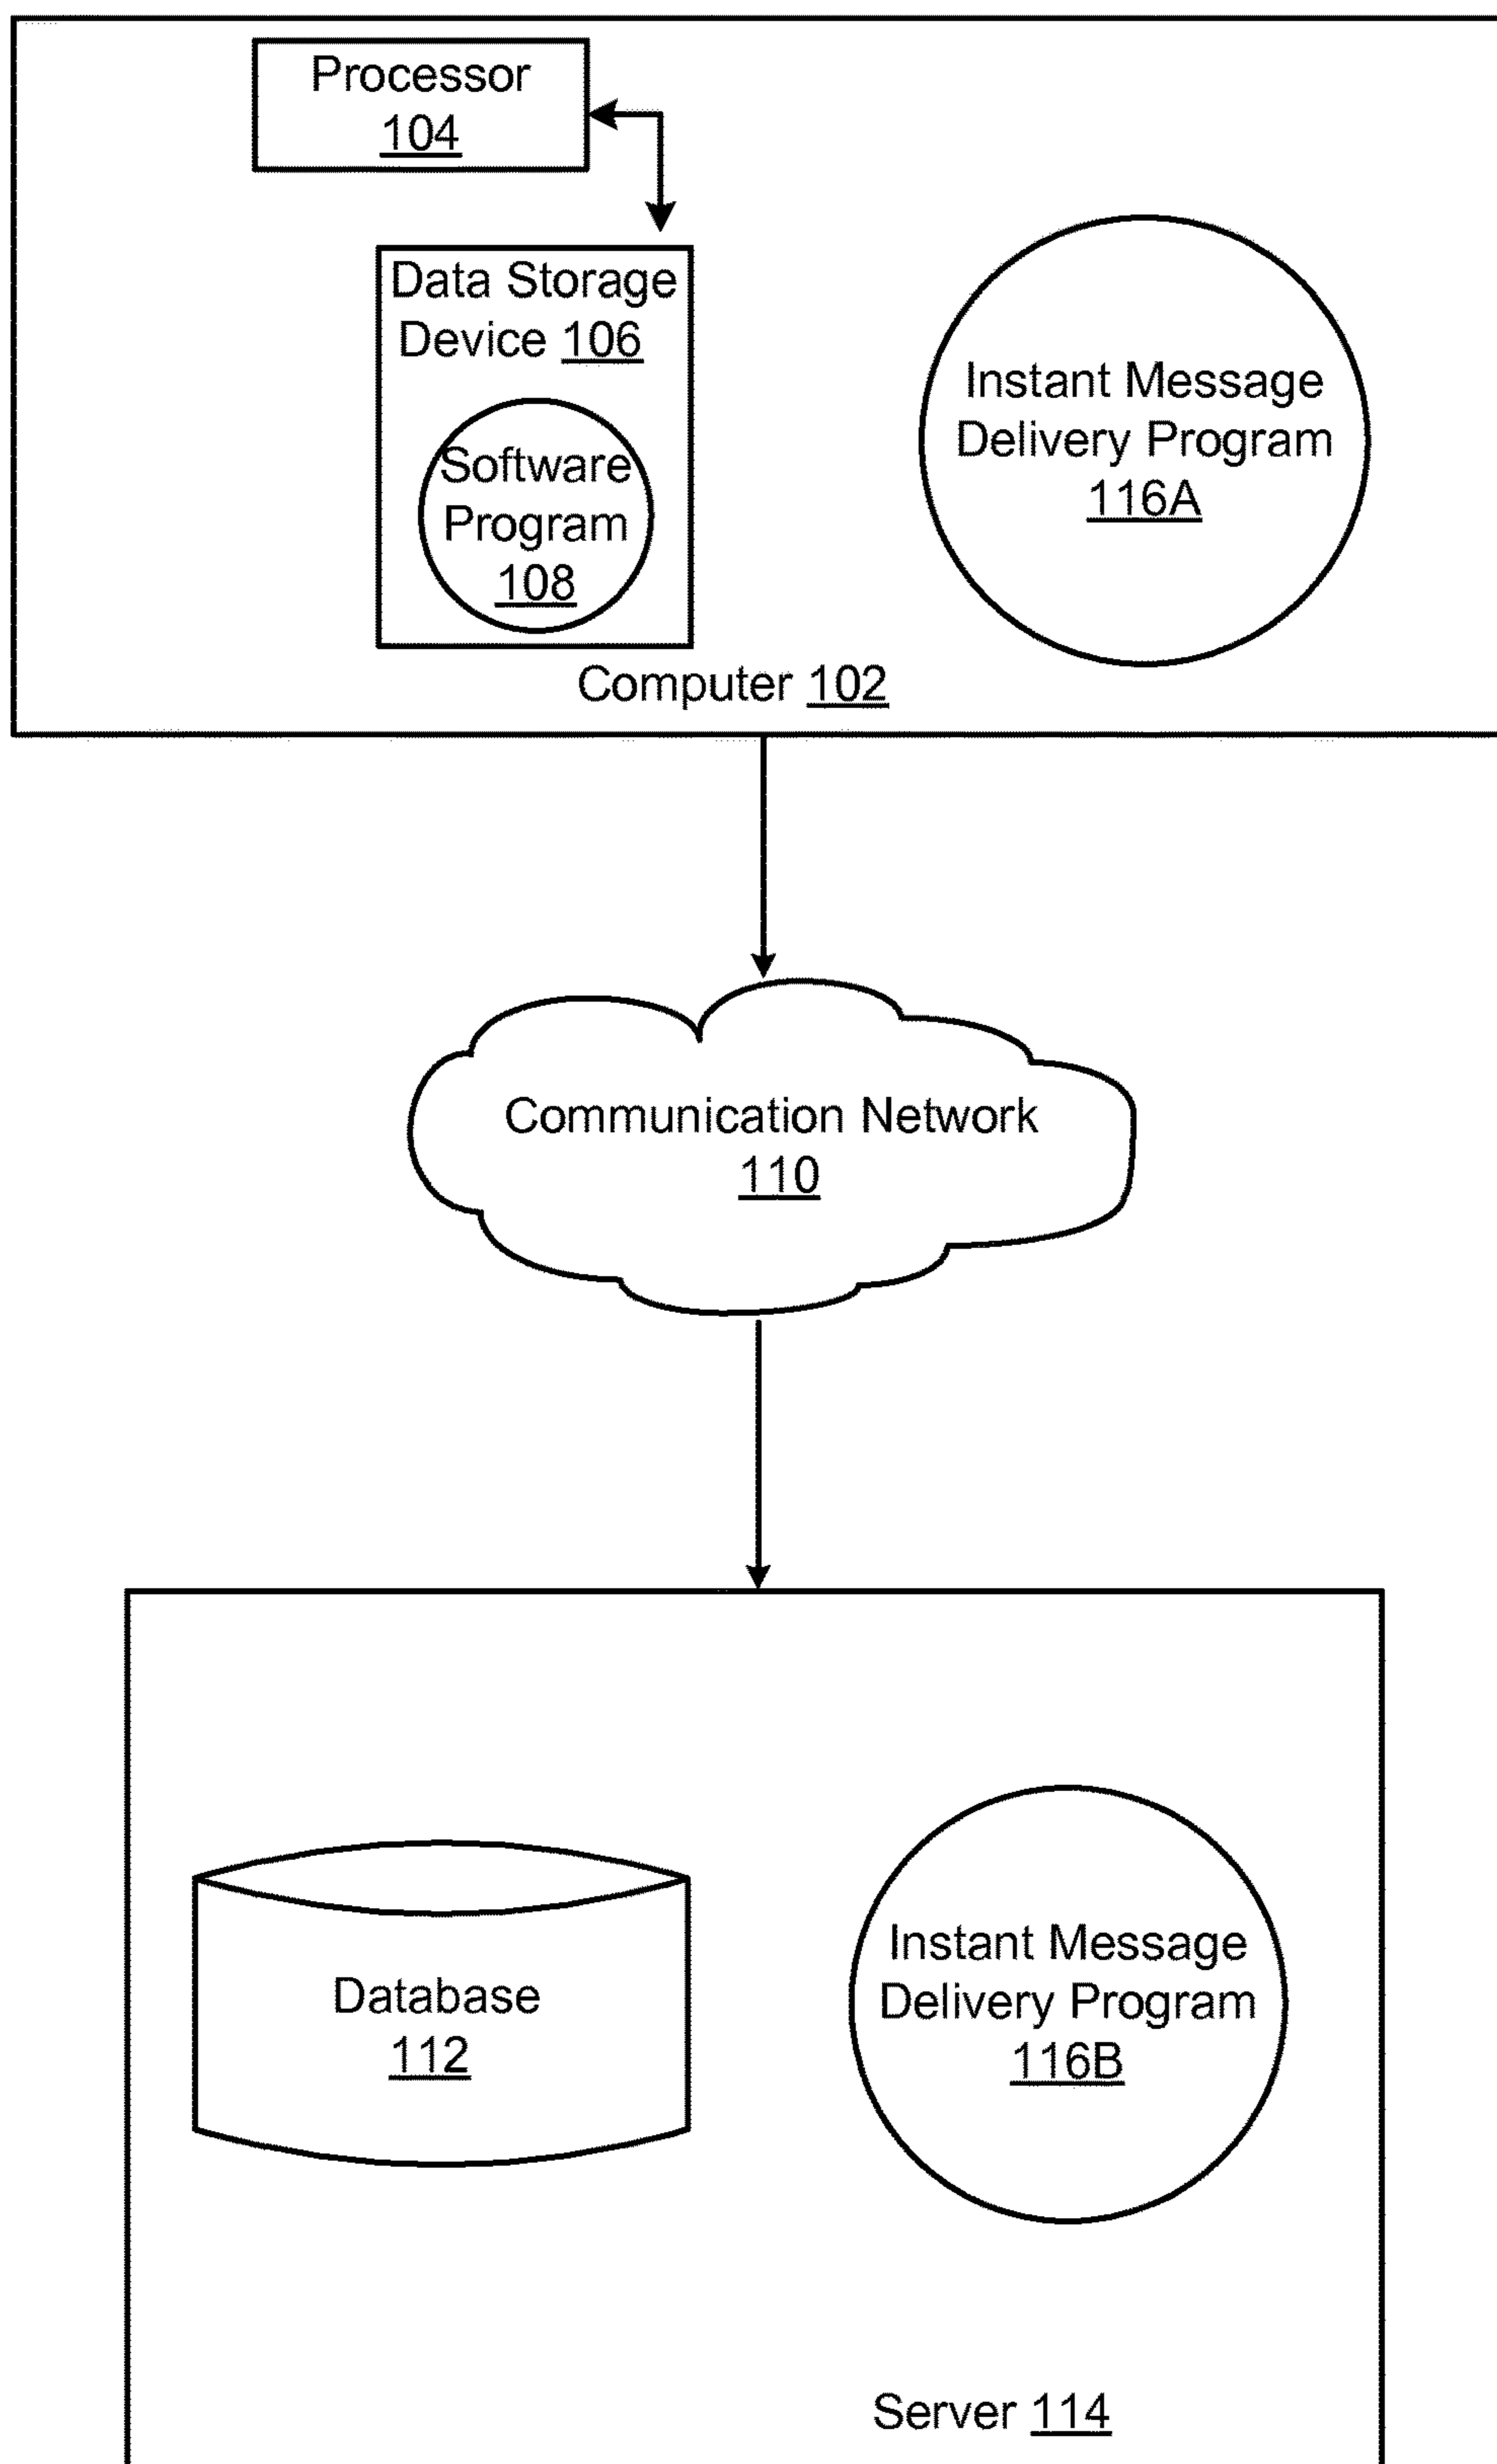 Processor
104
Data Storage
Device 106
Software
Program
108
Instant Message
Delivery Program
116A
Computer 102
Communication Network
110
Database
112
Instant Message
Delivery Program
116B
Server 114